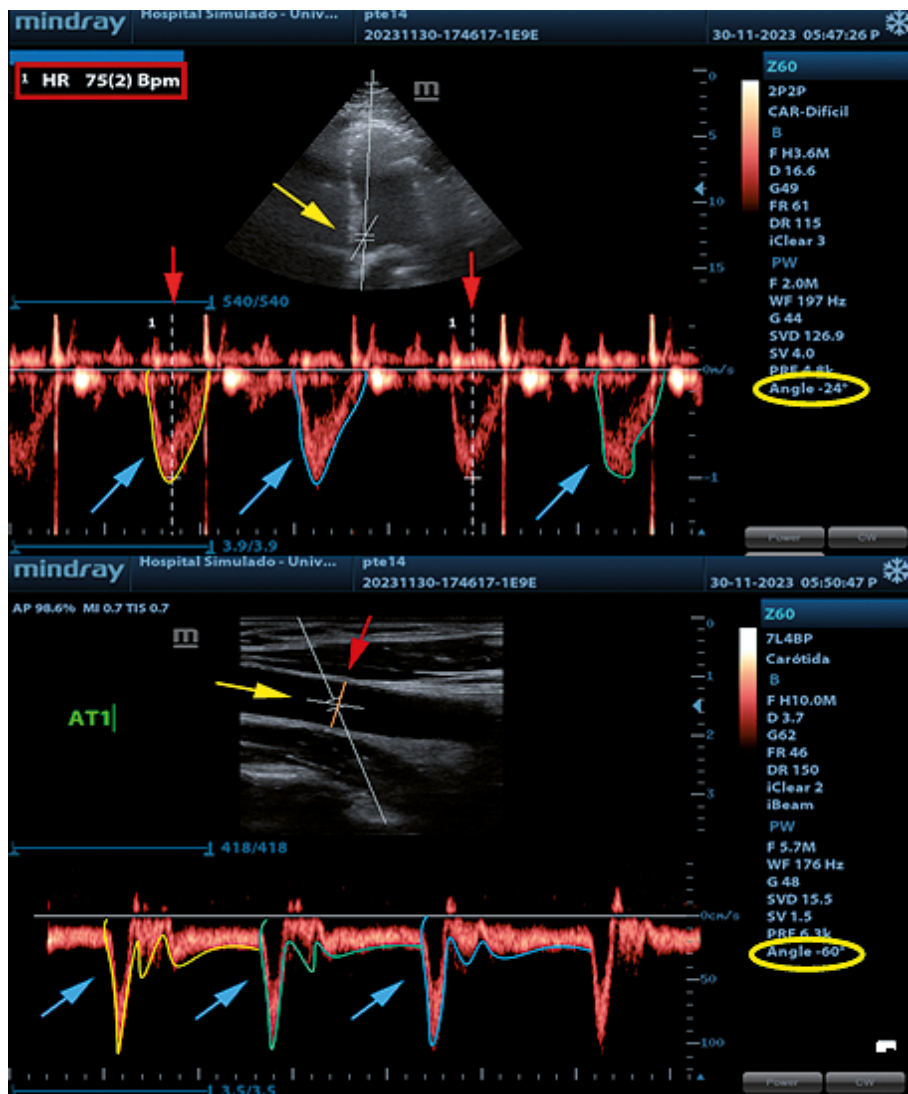 mindray
Hospital Simulado - Univ...
pte14
20231130-174617-1E9E
30-11-2023 05:47:26 P
1 HR 75(2) Bpm
m
0
5
10
15
Z60
2P2P
CAR-Difícil
B
F H3.6M
D 16.6
G49
FR 61
DR 115
iClear 3
PW
F 2.0M
WF 197 Hz
G 44
SVD 126.9
SV 4.0
PRF 4.8k
Angle -24°
540/540
1
1
0m/s
-1
Power
CW
3.9/3.9
mindray
Hospital Simulado - Univ...
pte14
20231130-174617-1E9E
30-11-2023 05:50:47 P
AP 98.6% MI 0.7 TIS 0.7
m
AT1
0
1
2
3
Z60
7L4BP
Carótida
B
F H10.0M
D 3.7
G62
FR 46
DR 150
iClear 2
iBeam
PW
F 5.7M
WF 176 Hz
G 48
SVD 15.5
SV 1.5
PRF 6.3k
Angle -60°
418/418
0cm/s
-50
-100
Power
CW
3.5/3.5